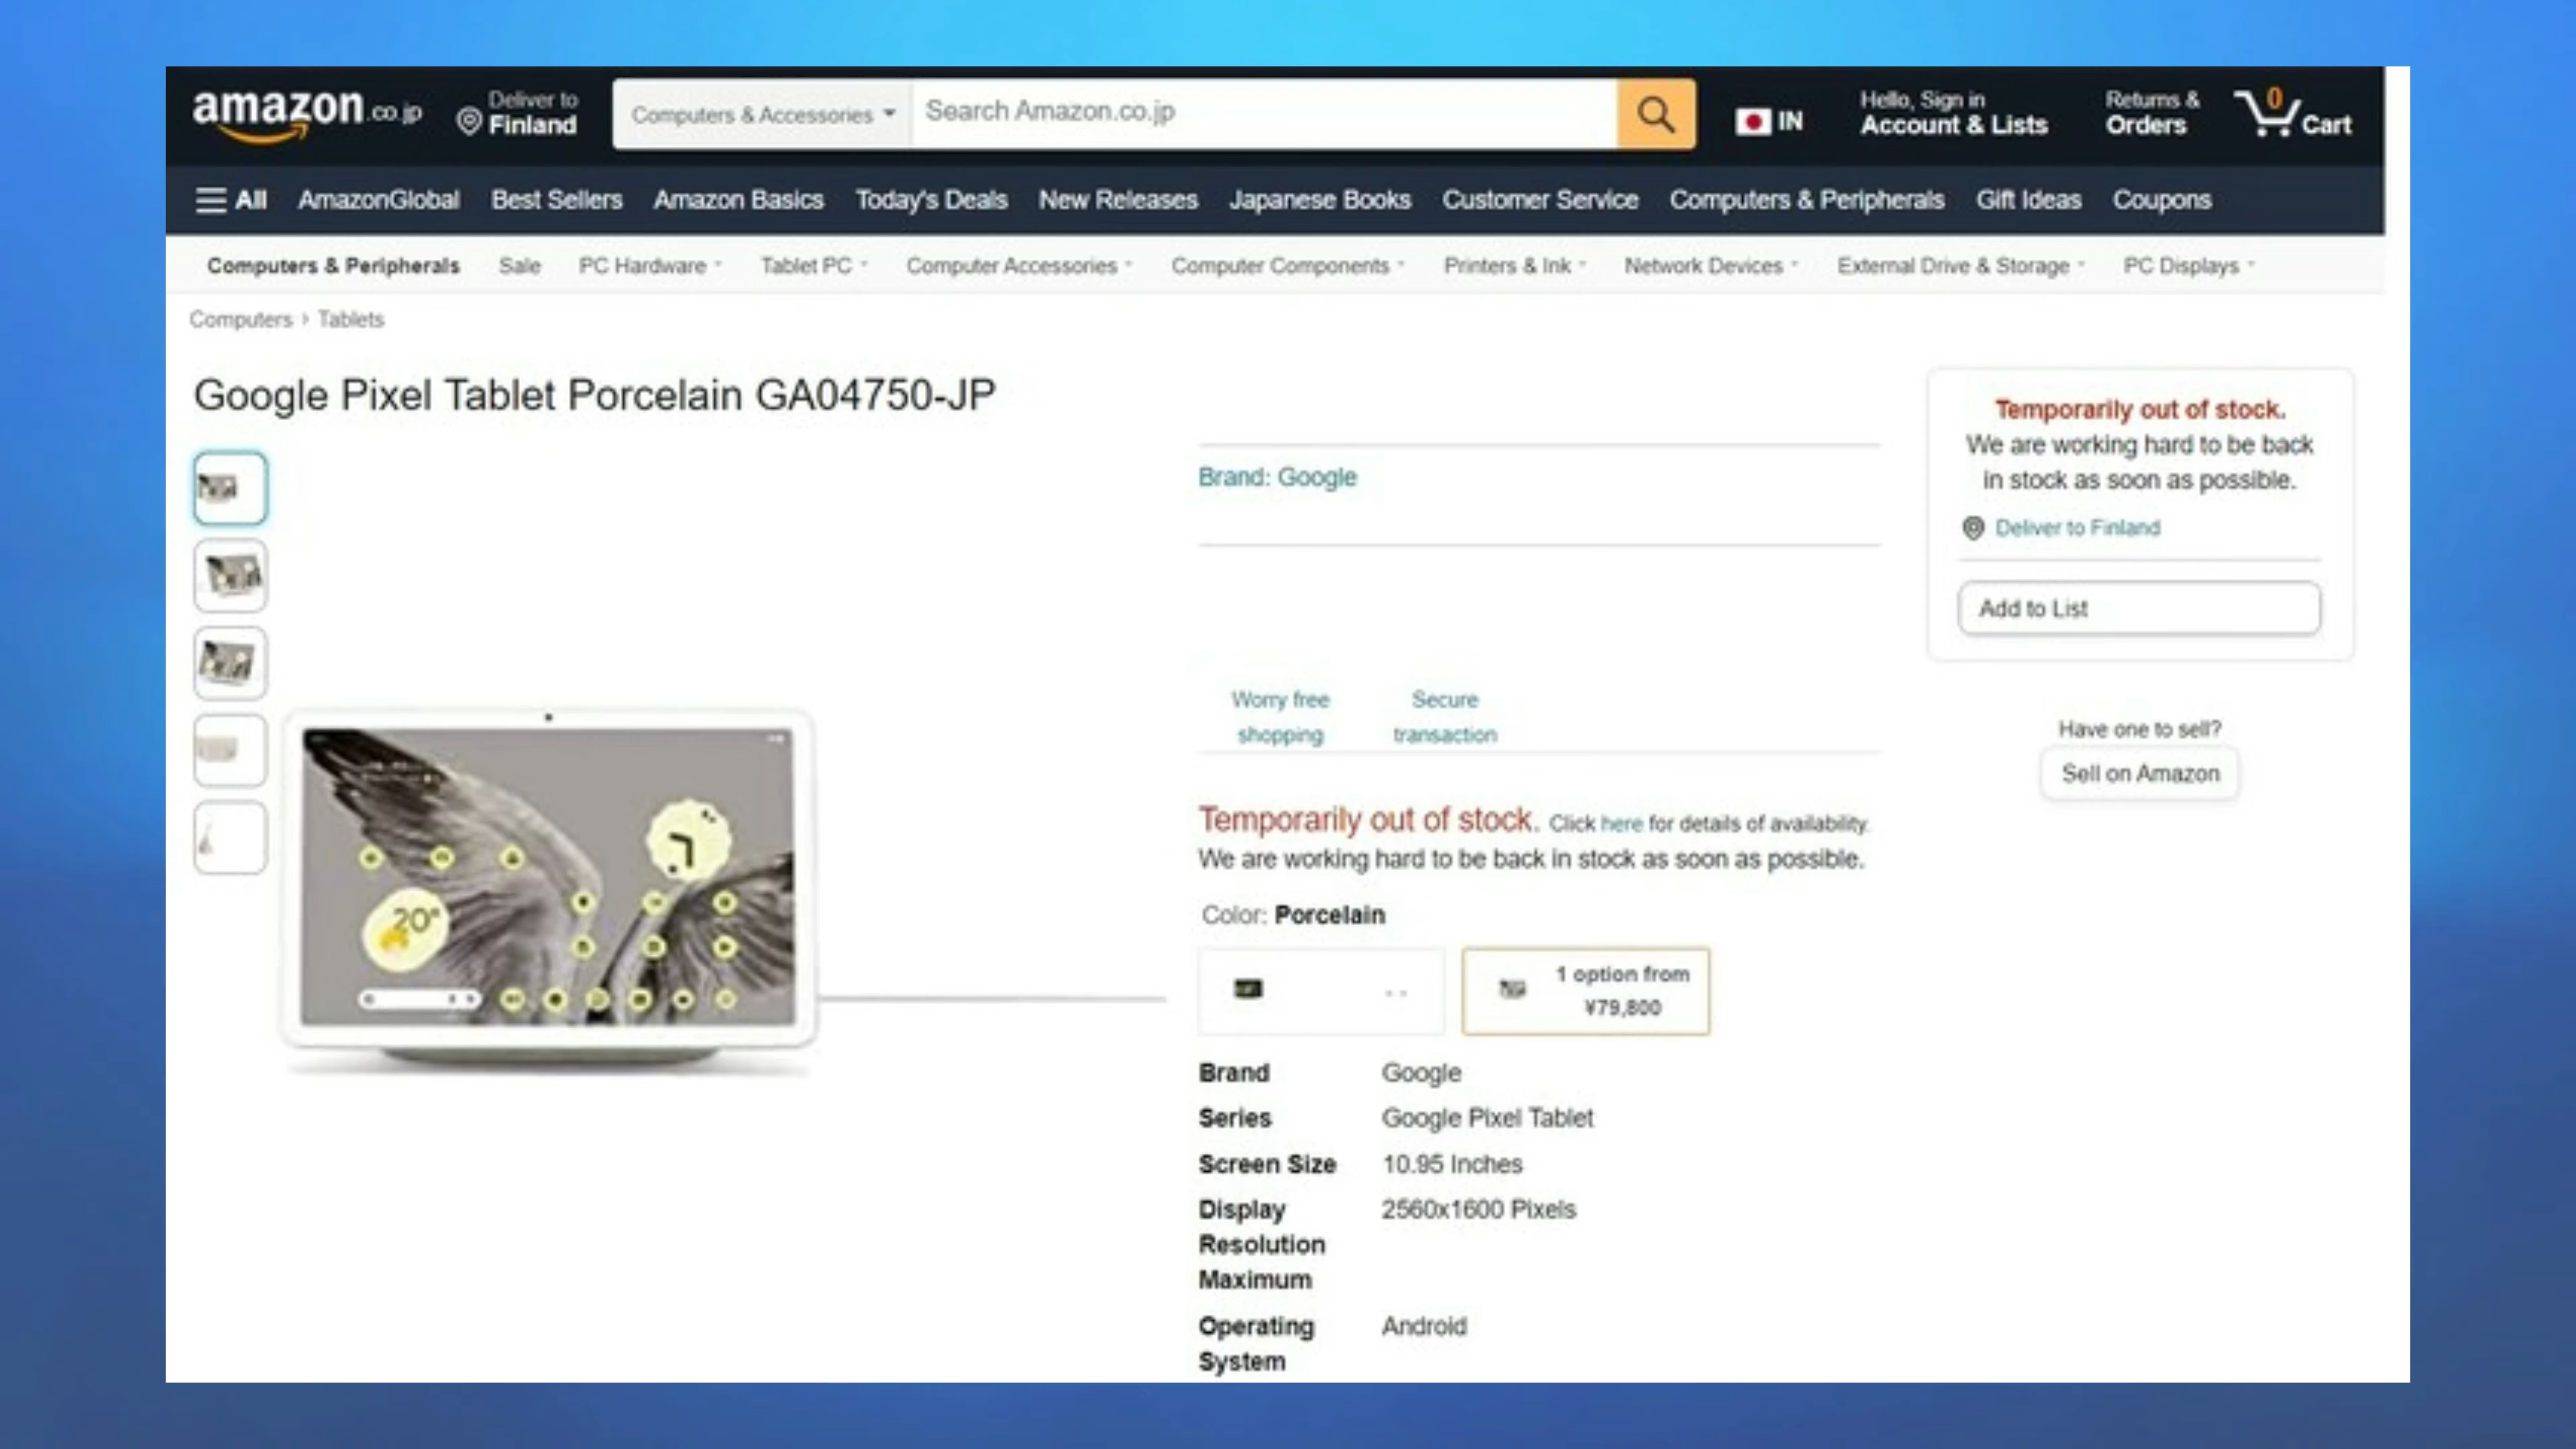 amazon.co.jp
Deliver to
Finland
Computers & Accessories
Search Amazon.co.jp
IN
Hello, Sign in
Account & Lists
Returns &
Orders
0
Cart
All AmazonGlobal Best Sellers Amazon Basics Today's Deals New Releases Japanese Books Customer Service Computers & Peripherals Gift Ideas Coupons
Computers & Peripherals Sale PC Hardware Tablet PC Computer Accessories Computer Components Printers & Ink Network Devices External Drive & Storage PC Displays
Computers › Tablets
Google Pixel Tablet Porcelain GA04750-JP
20°
Brand: Google
Worry free
shopping
Secure
transaction
Temporarily out of stock. Click here for details of availability.
We are working hard to be back in stock as soon as possible.
Color: Porcelain
- -
1 option from
¥79,800
Brand Google
Series Google Pixel Tablet
Screen Size 10.95 Inches
Display 2560x1600 Pixels
Resolution
Maximum
Operating Android
System
Temporarily out of stock.
We are working hard to be back
in stock as soon as possible.
Deliver to Finland
Add to List
Have one to sell?
Sell on Amazon